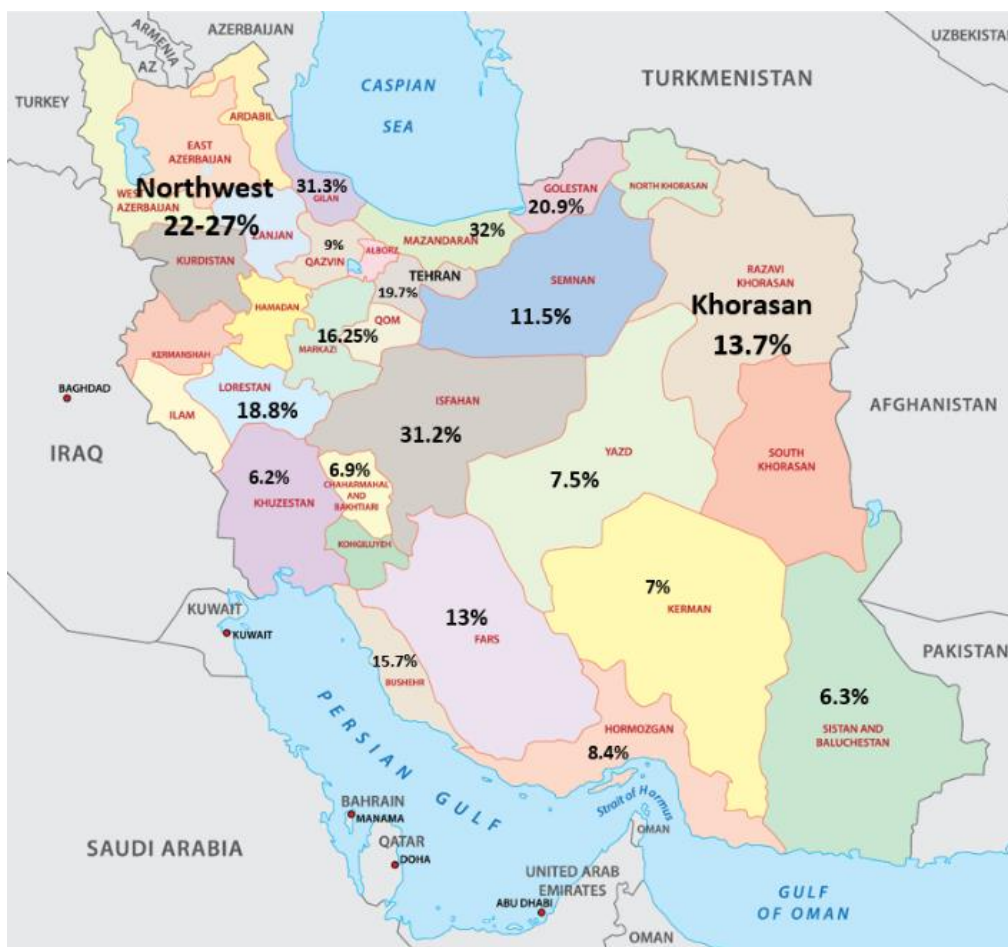 AZERBAIJAN
ARMENIA
AZ
UZBEKISTAN
TURKEY
CASPIAN
SEA
TURKMENISTAN
ARDABIL
EAST
AZERBAIJAN
WEST
AZERBAIJAN
Northwest
22-27%
31.3%
GILAN
ZANJAN
9%
QAZVIN
ALBORZ
MAZANDARAN
32%
GOLESTAN
20.9%
NORTH KHORASAN
KURDISTAN
TEHRAN
19.7%
SEMNAN
11.5%
RAZAVI
KHORASAN
Khorasan
13.7%
HAMADAN
16.25%
QOM
MARKAZI
KERMANSHAH
BAGHDAD
LORESTAN
18.8%
ILAM
ISFAHAN
31.2%
AFGHANISTAN
IRAQ
YAZD
7.5%
SOUTH
KHORASAN
6.2%
KHUZESTAN
6.9%
CHAHARMAHAL
AND
BAKHTIARI
KOHGILUYEH
7%
KERMAN
KUWAIT
KUWAIT
13%
FARS
15.7%
BUSHEHR
PAKISTAN
6.3%
SISTAN AND
BALUCHESTAN
HORMOZGAN
8.4%
PERSIAN GULF
Strait of Hormus
BAHRAIN
MANAMA
QATAR
DOHA
OMAN
SAUDI ARABIA
UNITED ARAB
EMIRATES
ABU DHABI
GULF
OF OMAN
OMAN